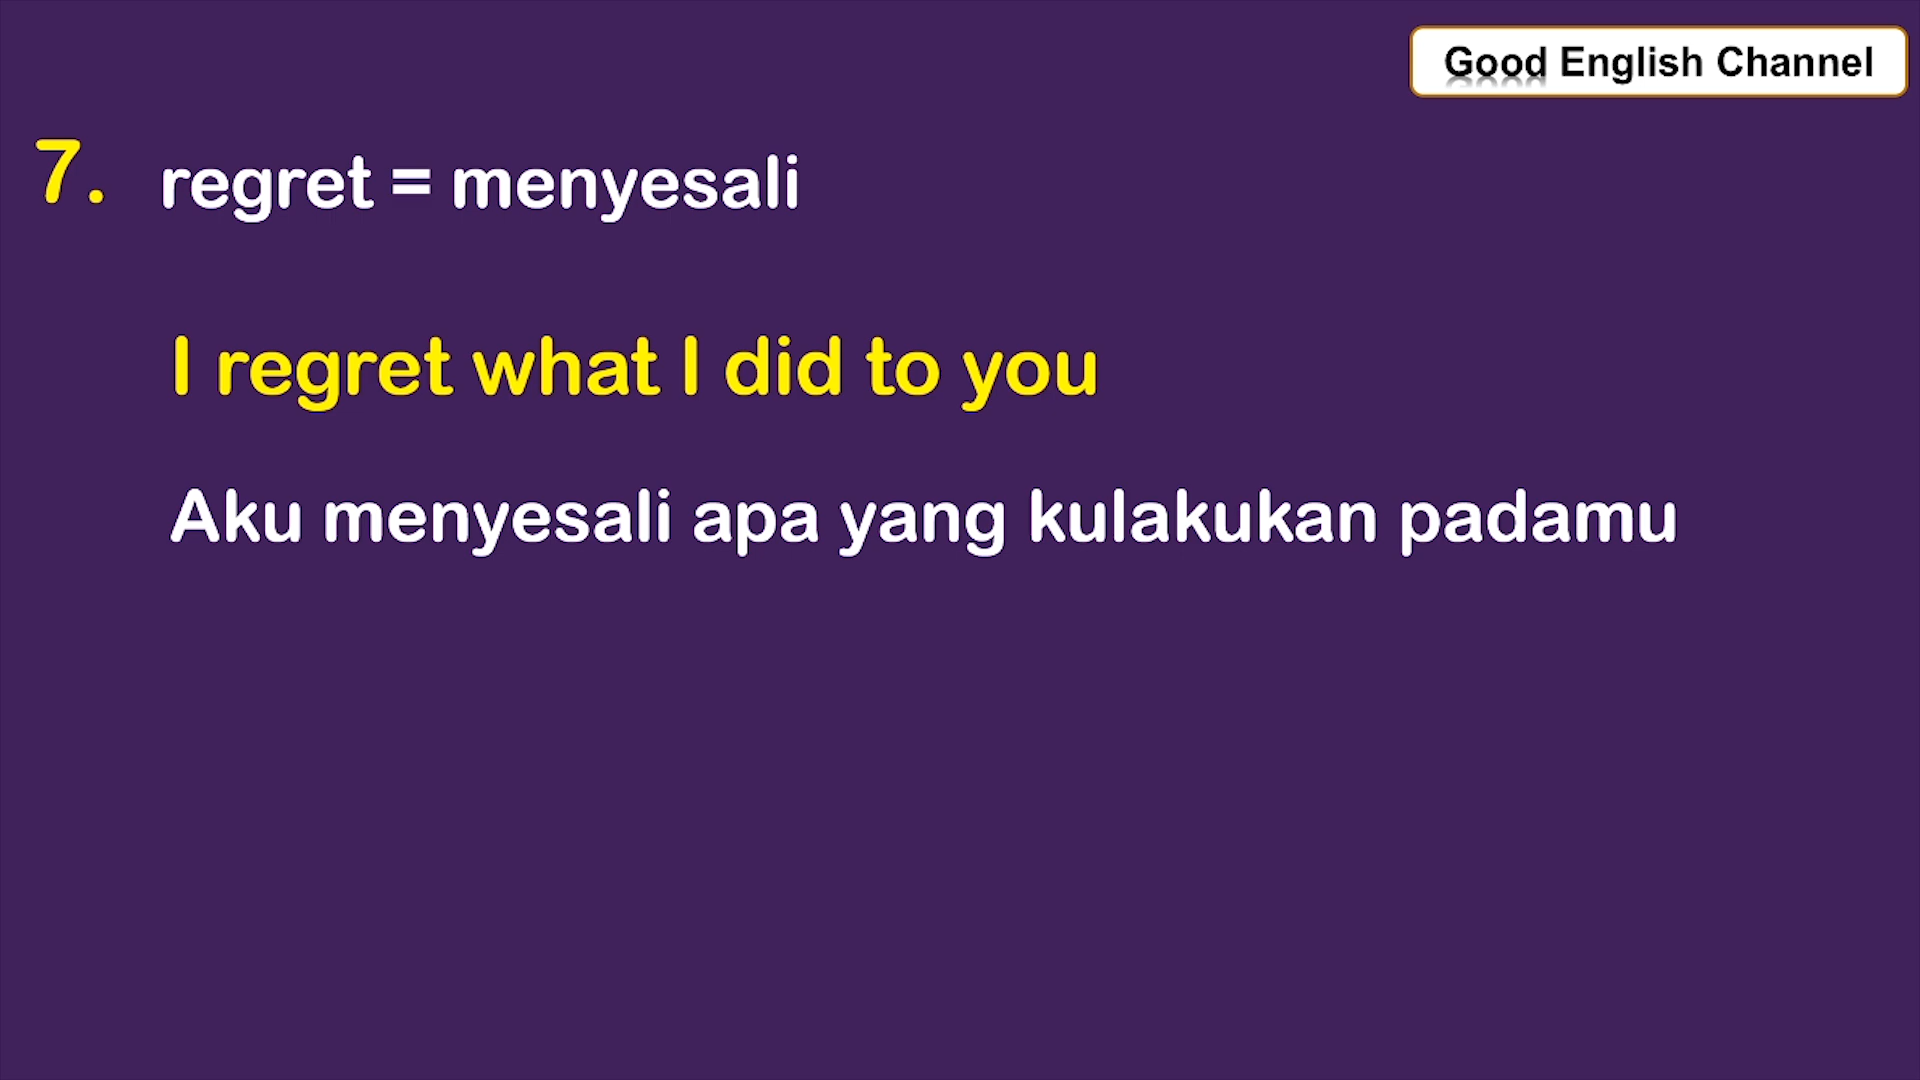 Good English Channel
7. regret = menyesali
I regret what I did to you
Aku menyesali apa yang kulakukan padamu